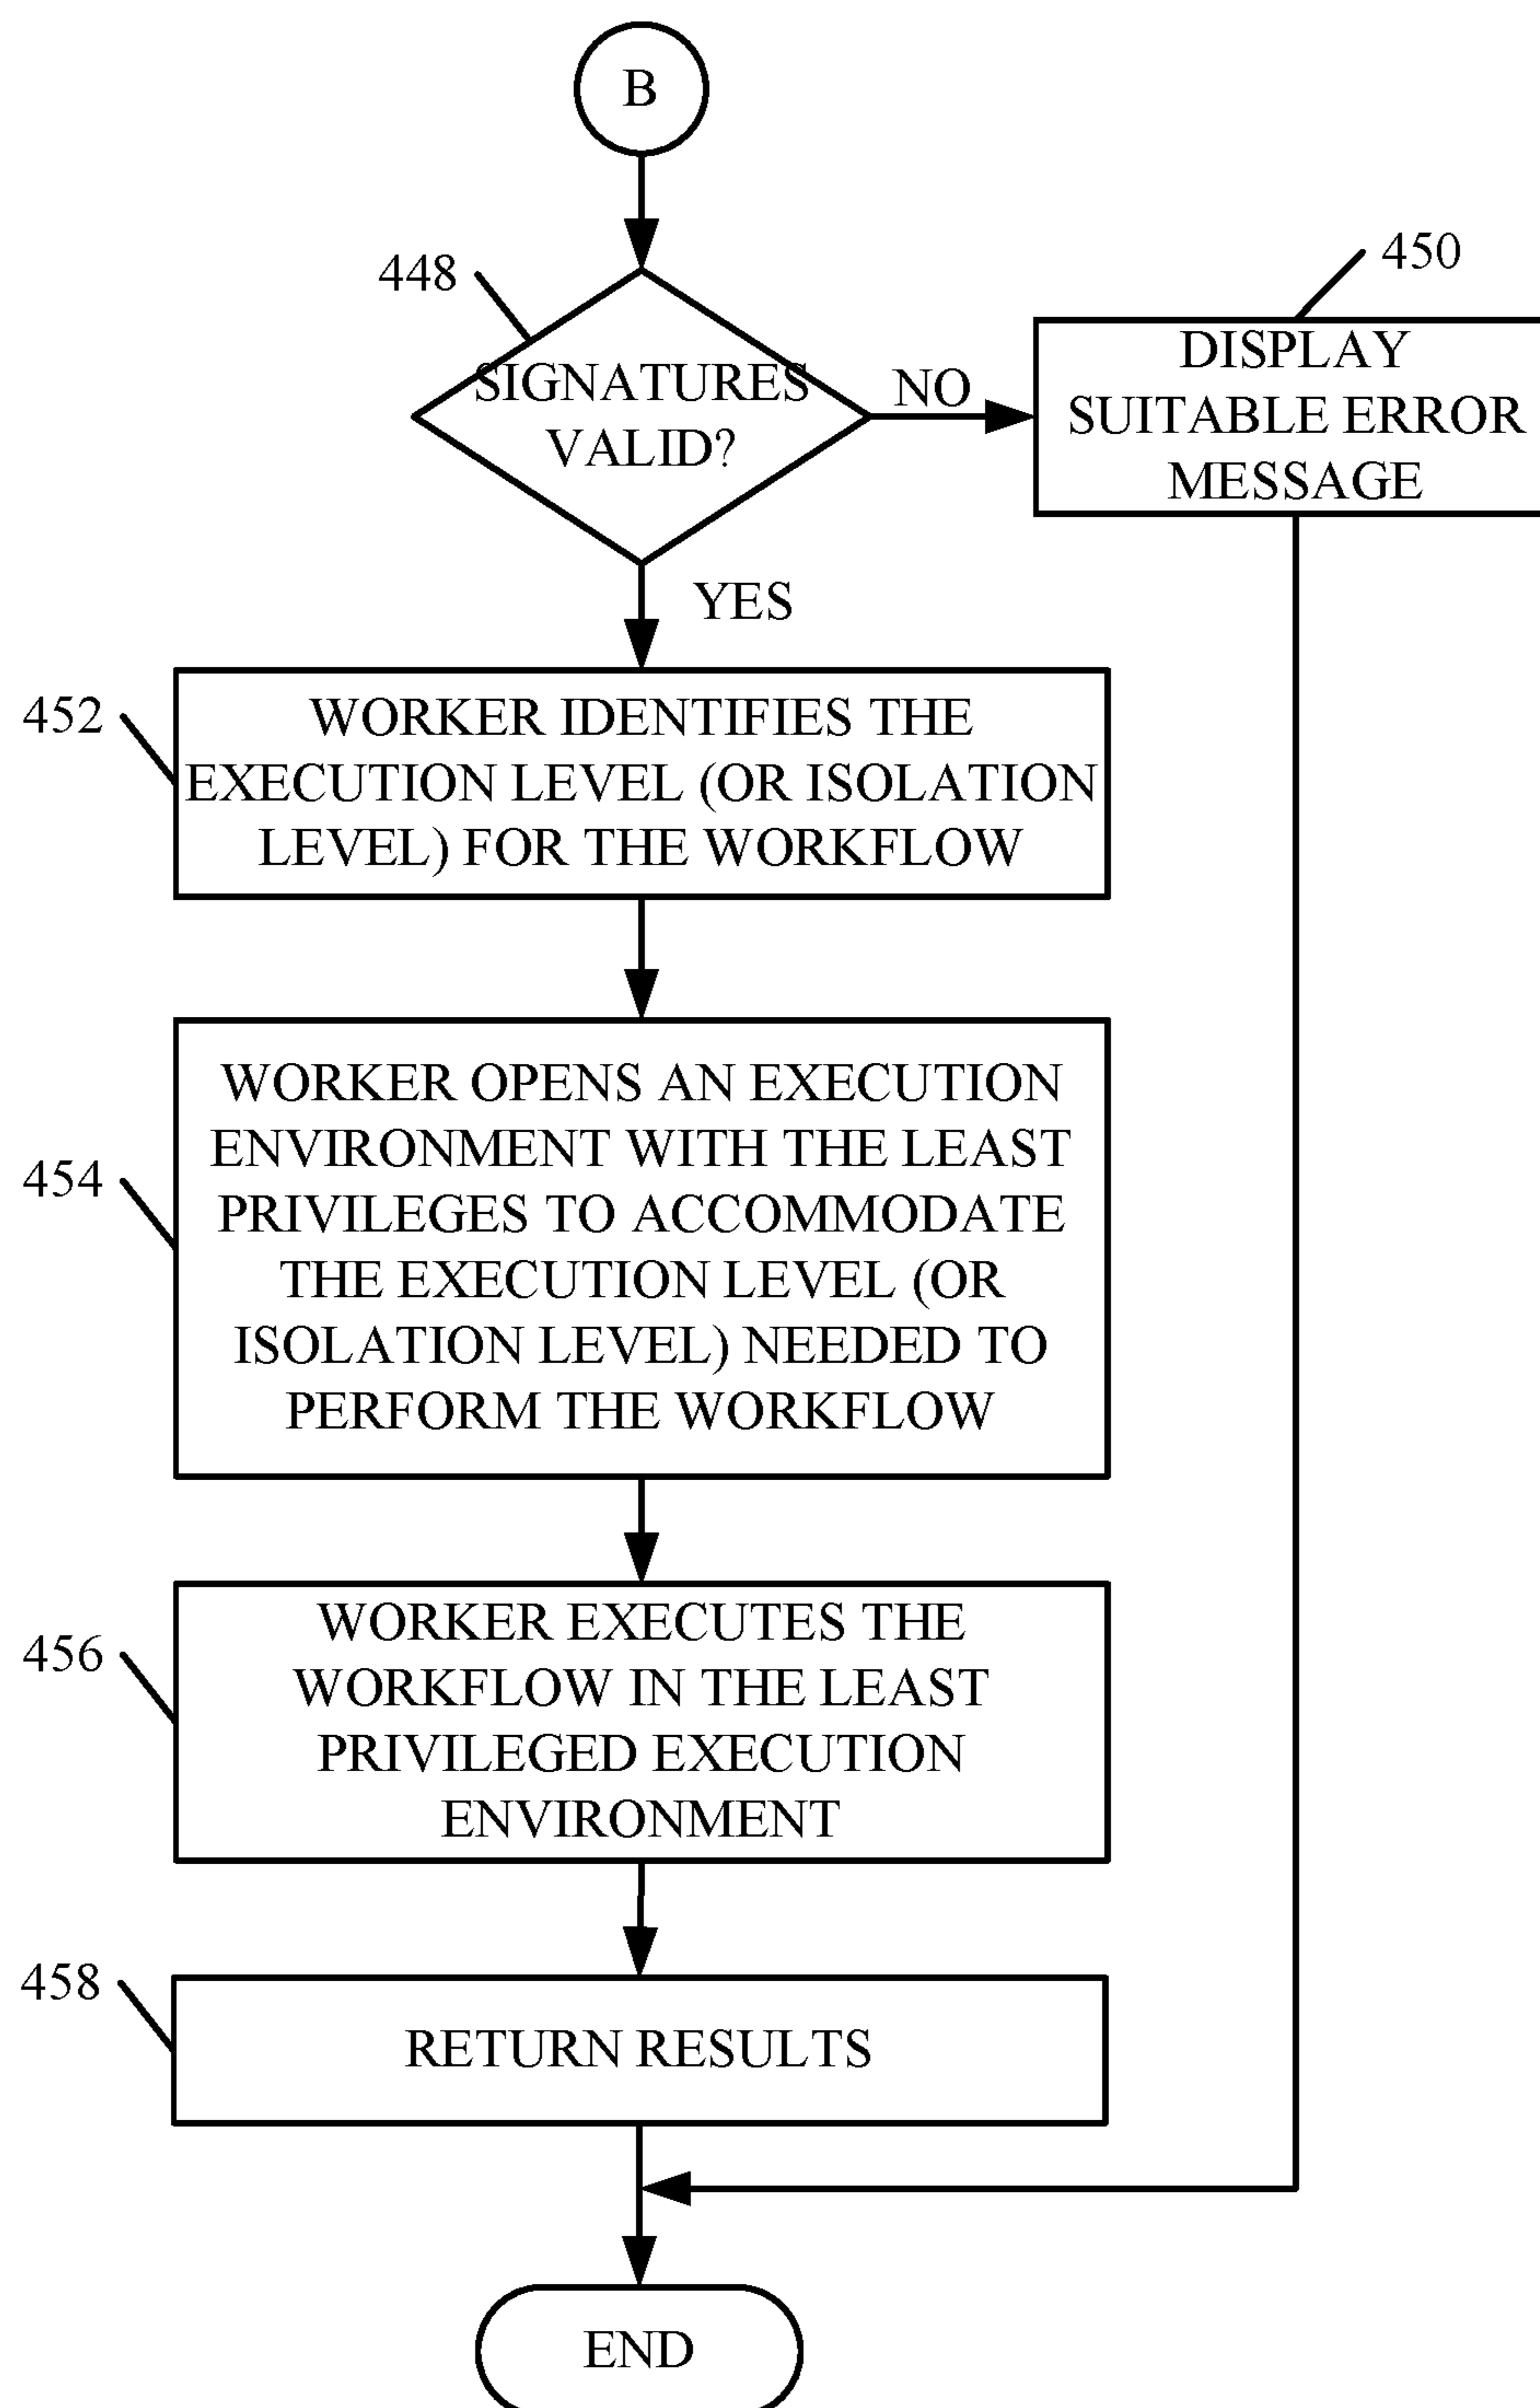 B
448
450
SIGNATURES
VALID?
NO
DISPLAY
SUITABLE ERROR
MESSAGE
YES
452
WORKER IDENTIFIES THE
EXECUTION LEVEL (OR ISOLATION
LEVEL) FOR THE WORKFLOW
454
WORKER OPENS AN EXECUTION
ENVIRONMENT WITH THE LEAST
PRIVILEGES TO ACCOMMODATE
THE EXECUTION LEVEL (OR
ISOLATION LEVEL) NEEDED TO
PERFORM THE WORKFLOW
456
WORKER EXECUTES THE
WORKFLOW IN THE LEAST
PRIVILEGED EXECUTION
ENVIRONMENT
458
RETURN RESULTS
END